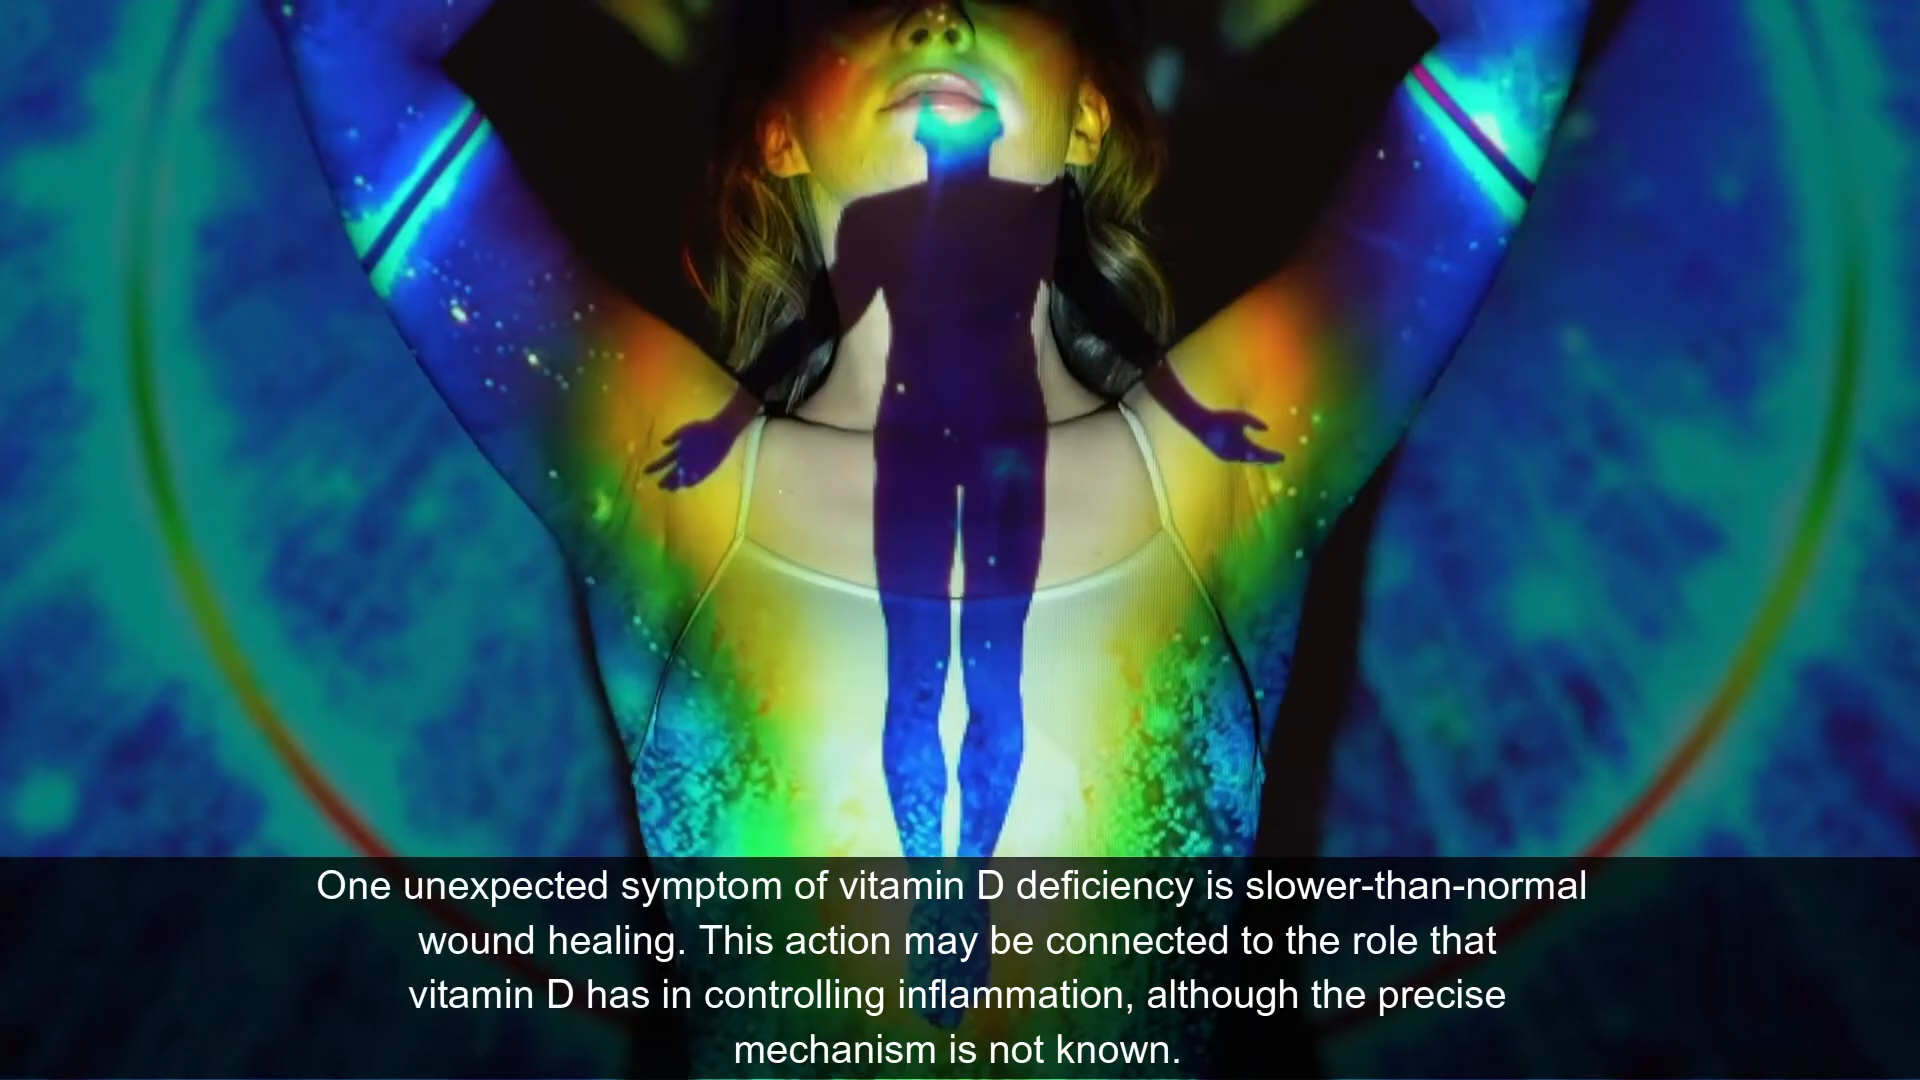 One unexpected symptom of vitamin D deficiency is slower-than-normal
wound healing. This action may be connected to the role that
vitamin D has in controlling inflammation, although the precise
mechanism is not known.